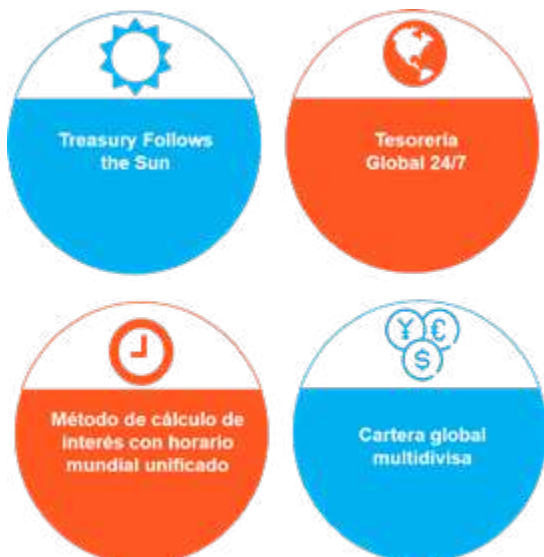 Treasury Follows
the Sun
Tesorería
Global 24/7
Método de cálculo de
interés con horario
mundial unificado
¥ €
$
Cartera global
multidivisa